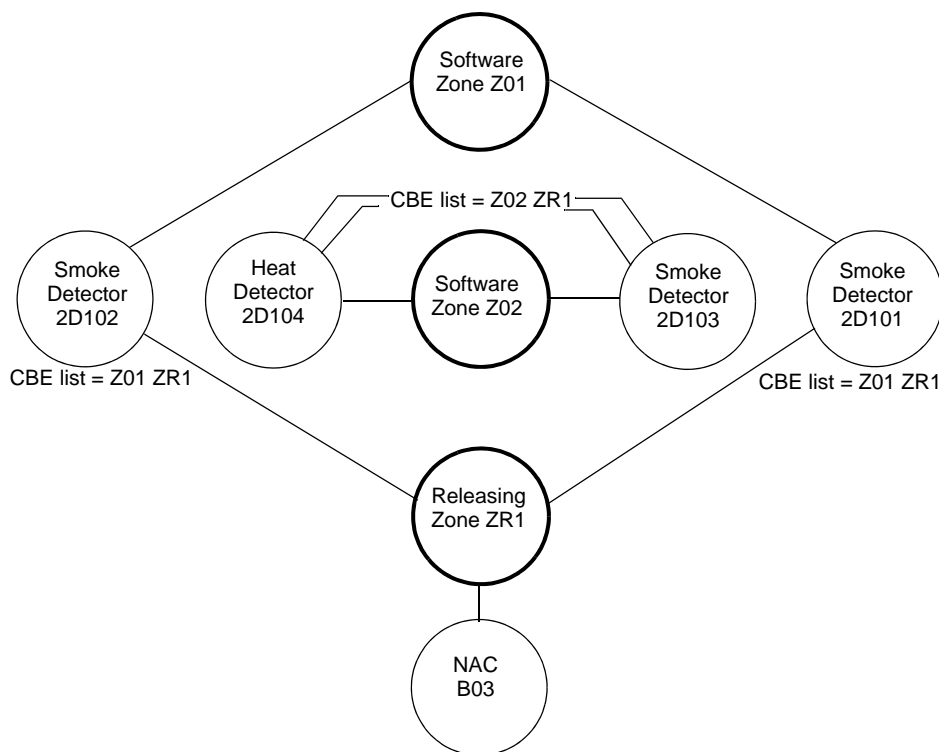 Software
Zone Z01
CBE list = Z02 ZR1
Smoke
Detector
2D102
Heat
Detector
2D104
Software
Zone Z02
Smoke
Detector
2D103
Smoke
Detector
2D101
CBE list = Z01 ZR1
CBE list = Z01 ZR1
Releasing
Zone ZR1
NAC
B03